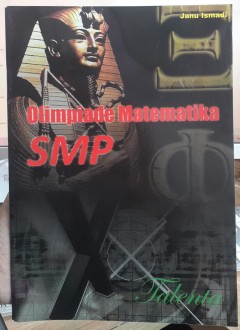 Janu Ismadi
Olimpiade Matematika
SMP
Talenta